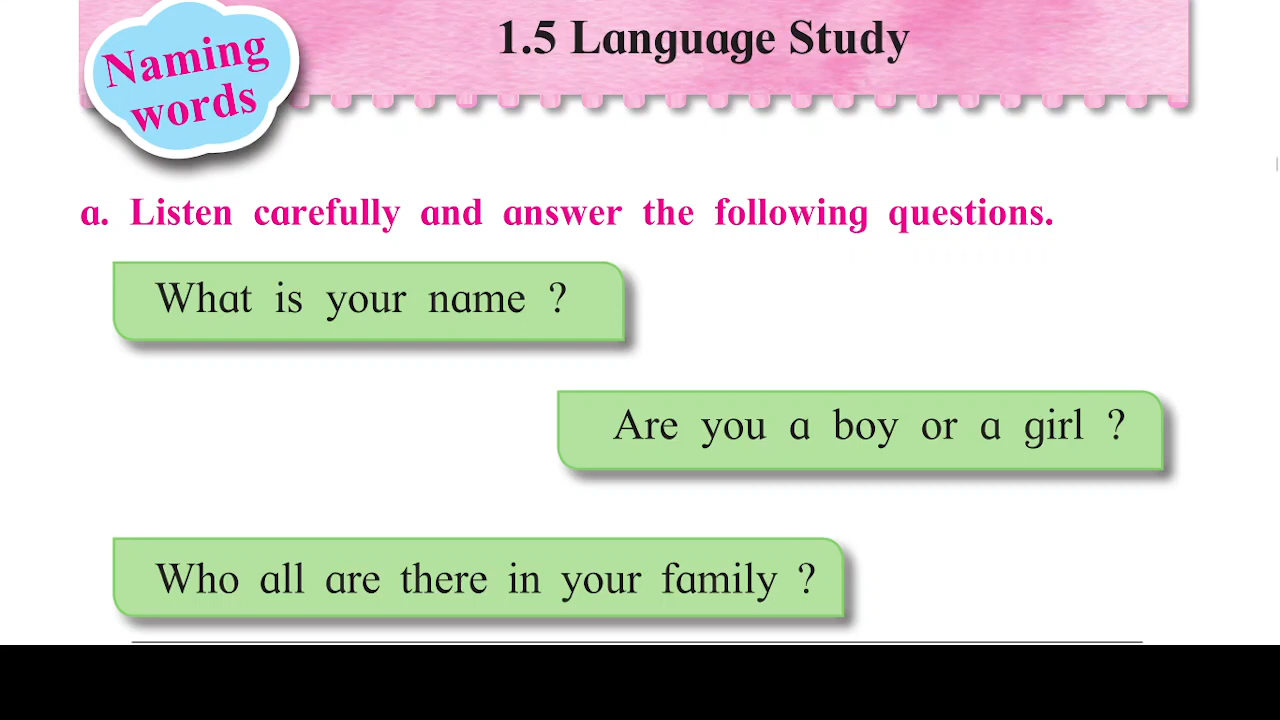 Naming
words
1.5 Language Study
a. Listen carefully and answer the following questions.
What is your name ?
Are you a boy or a girl ?
Who all are there in your family ?